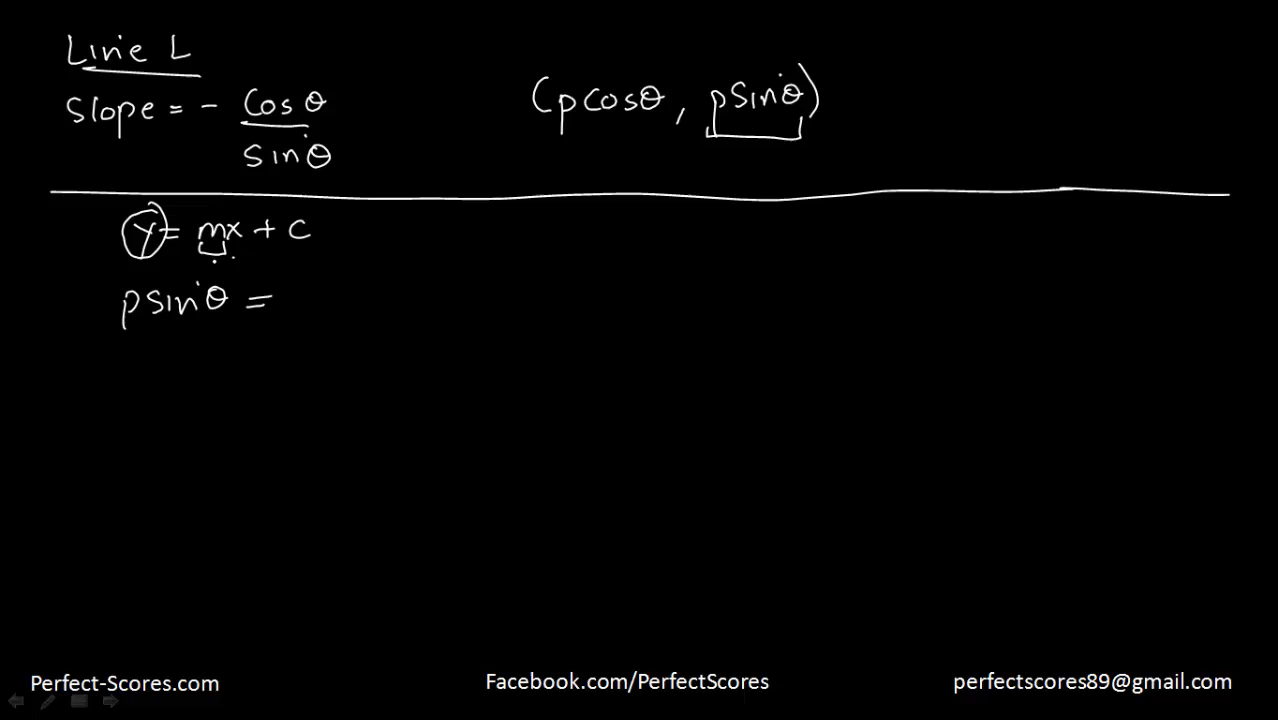 Line L
Slope = - Cosθ / Sinθ
(pCosθ, pSinθ)
Y = mx + C
pSinθ =
Perfect-Scores.com
Facebook.com/PerfectScores
perfectscores89@gmail.com